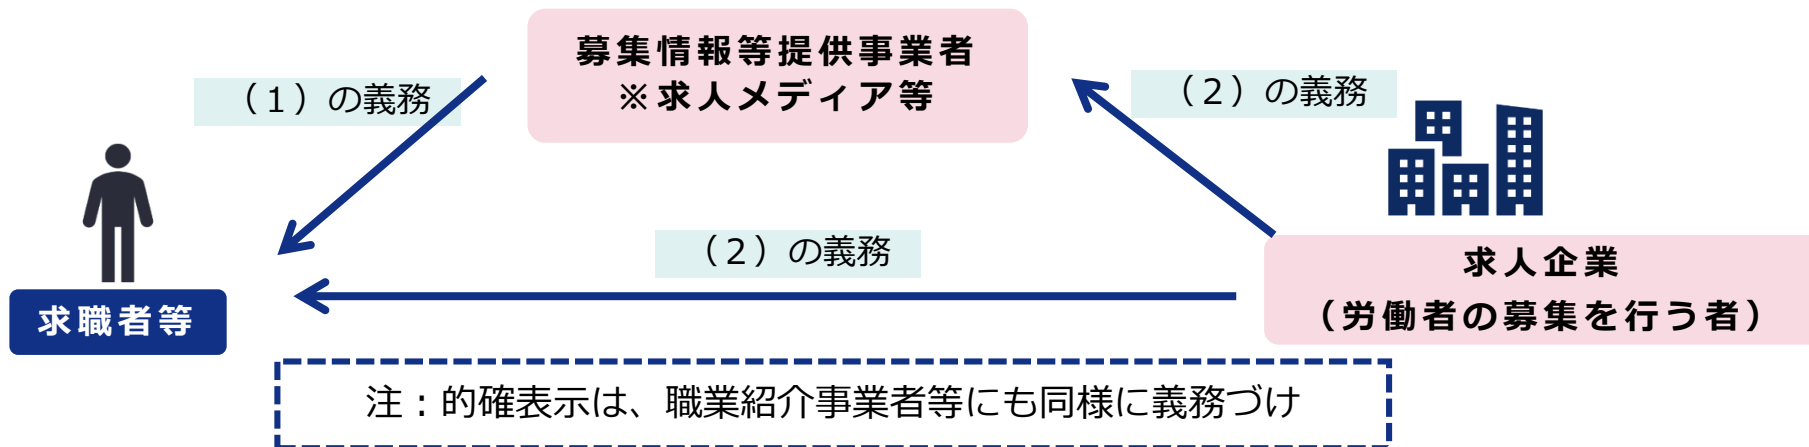 募集情報等提供事業者
※求人メディア等
（１）の義務
（２）の義務
（２）の義務
求人企業
（労働者の募集を行う者）
求職者等
注：的確表示は、職業紹介事業者等にも同様に義務づけ